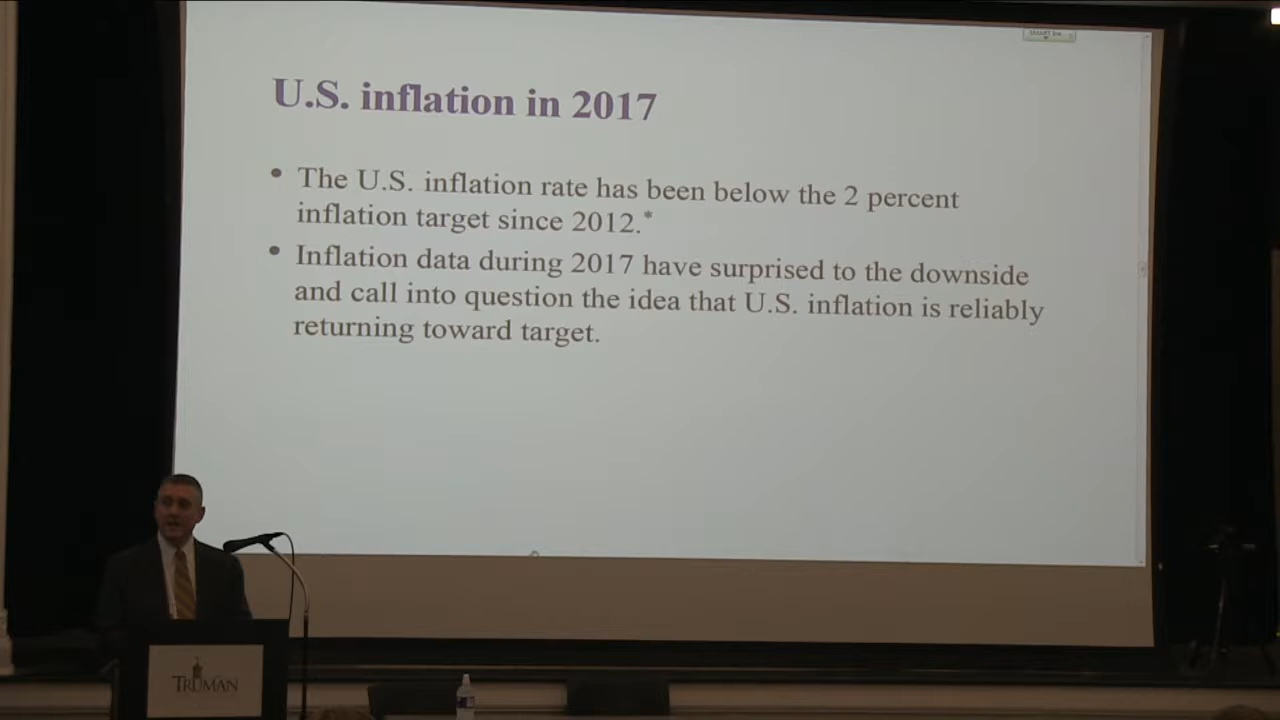 U.S. inflation in 2017
• The U.S. inflation rate has been below the 2 percent
inflation target since 2012.*
• Inflation data during 2017 have surprised to the downside
and call into question the idea that U.S. inflation is reliably
returning toward target.
TRUMAN